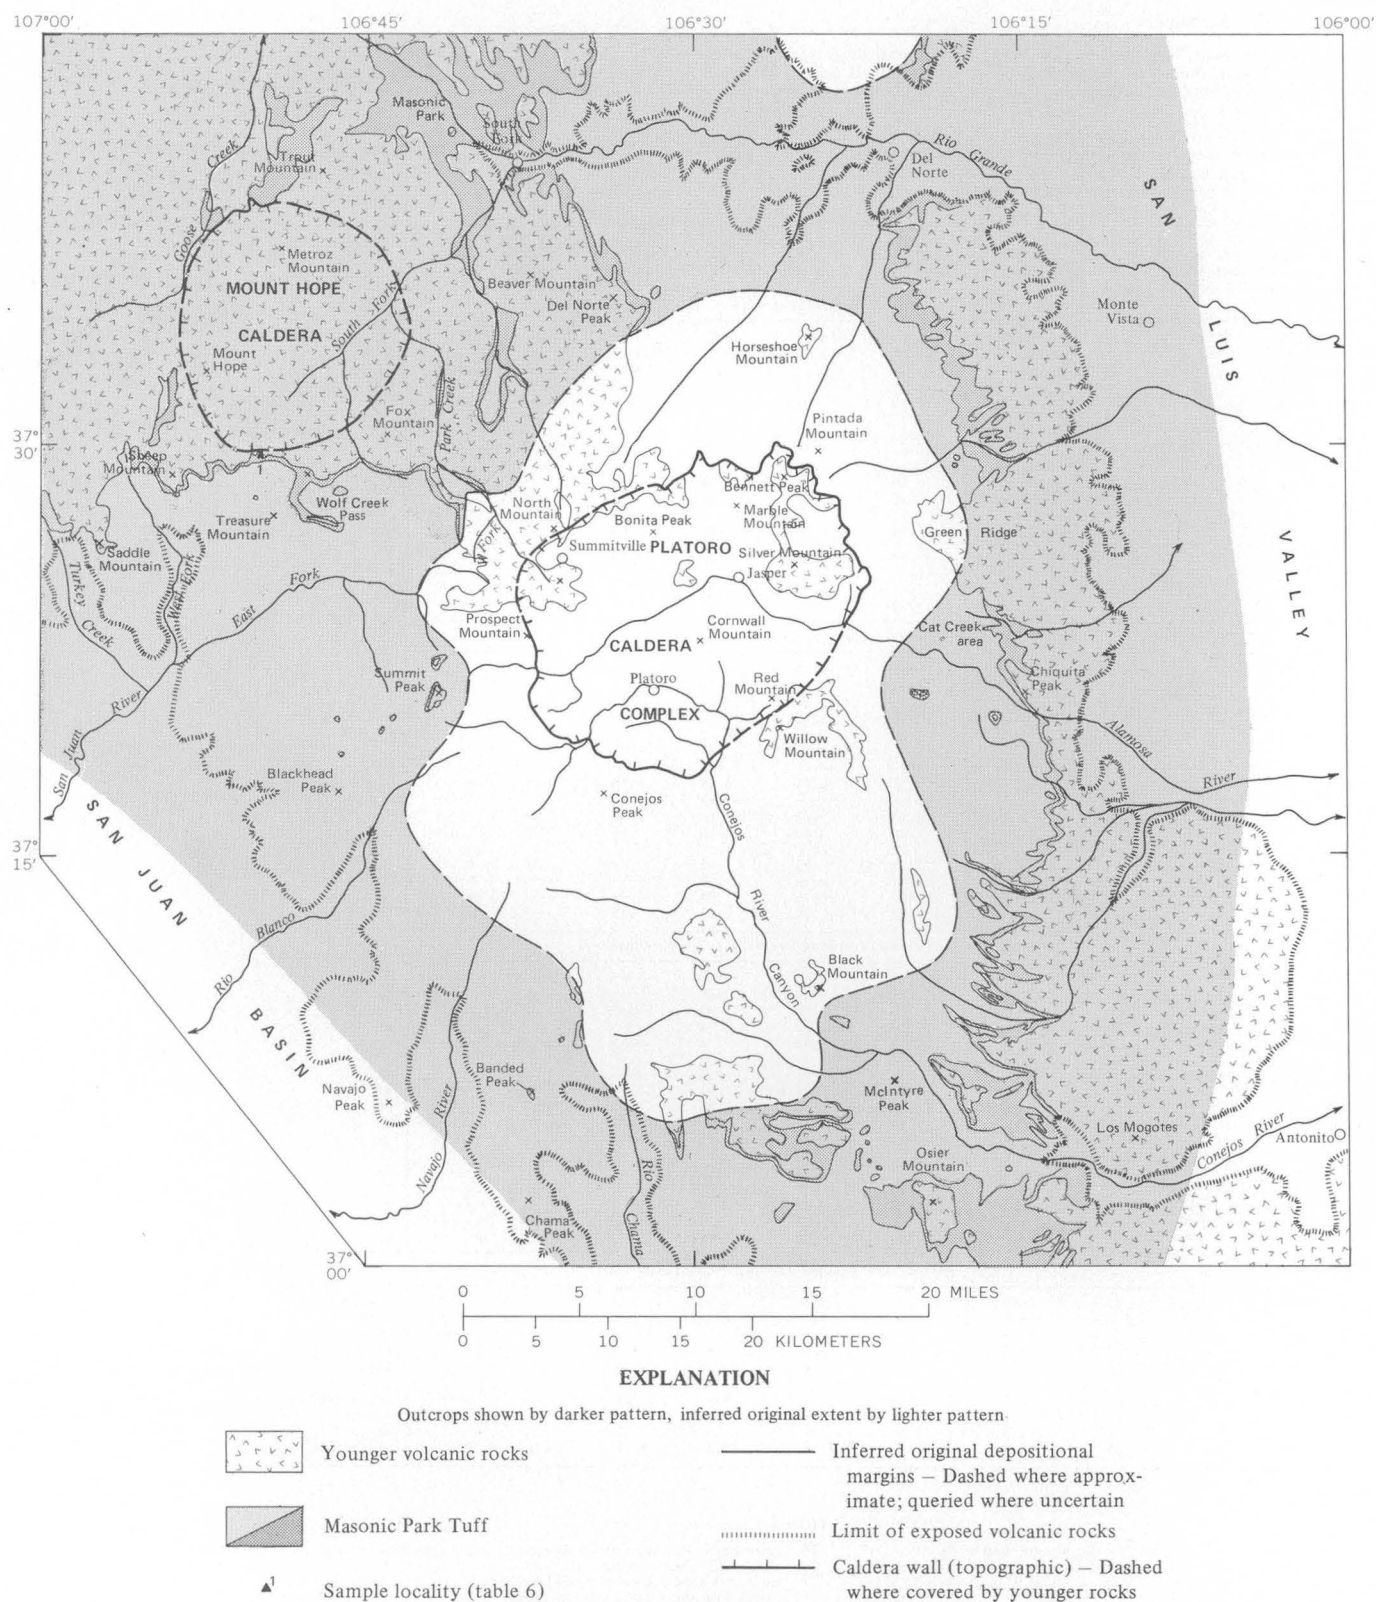 107°00′
106°45′
106°30′
106°15′
106°00′
Masonic
Park
South
Fork
Creek
Trout
Mountain
Rio
Grande
Del
Norte
SAN
Goose
Metroz
Mountain
MOUNT HOPE
Beaver Mountain
Del Norte
Peak
South
Fork
Monte
Vista
CALDERA
Mount
Hope
Horseshoe
Mountain
LUIS
Park
Creek
Fox
Mountain
Pintada
Mountain
37°
30′
Sheep
Mountain
1
Wolf Creek
Pass
Treasure
Mountain
North
Mountain
Bennett Peak
Bonita Peak
Marble
Mountain
Green Ridge
VALLEY
Saddle
Mountain
W Fork
Summitville
PLATORO
Silver Mountain
Jasper
Turkey
Creek
West Fork
East
Fork
Prospect
Mountain
Cornwall
Mountain
CALDERA
Cat Creek
area
Summit
Peak
Platoro
Red
Mountain
Chiquita
Peak
River
COMPLEX
Willow
Mountain
Alamosa
River
San Juan
Blackhead
Peak
Conejos
Peak
Conejos
River
Canyon
37°
15′
SAN JUAN
BASIN
Rio
Blanco
Black
Mountain
Navajo
Peak
Banded
Peak
McIntyre
Peak
Navajo
River
Los Mogotes
Conejos
River
Antonito
Osier
Mountain
Rio
Chama
Chama
Peak
37°
00′
0 5 10 15 20 MILES
0 5 10 15 20 KILOMETERS
EXPLANATION
Outcrops shown by darker pattern, inferred original extent by lighter pattern
Younger volcanic rocks
Masonic Park Tuff
1
Sample locality (table 6)
Inferred original depositional
margins — Dashed where approx-
imate; queried where uncertain
Limit of exposed volcanic rocks
Caldera wall (topographic) — Dashed
where covered by younger rocks